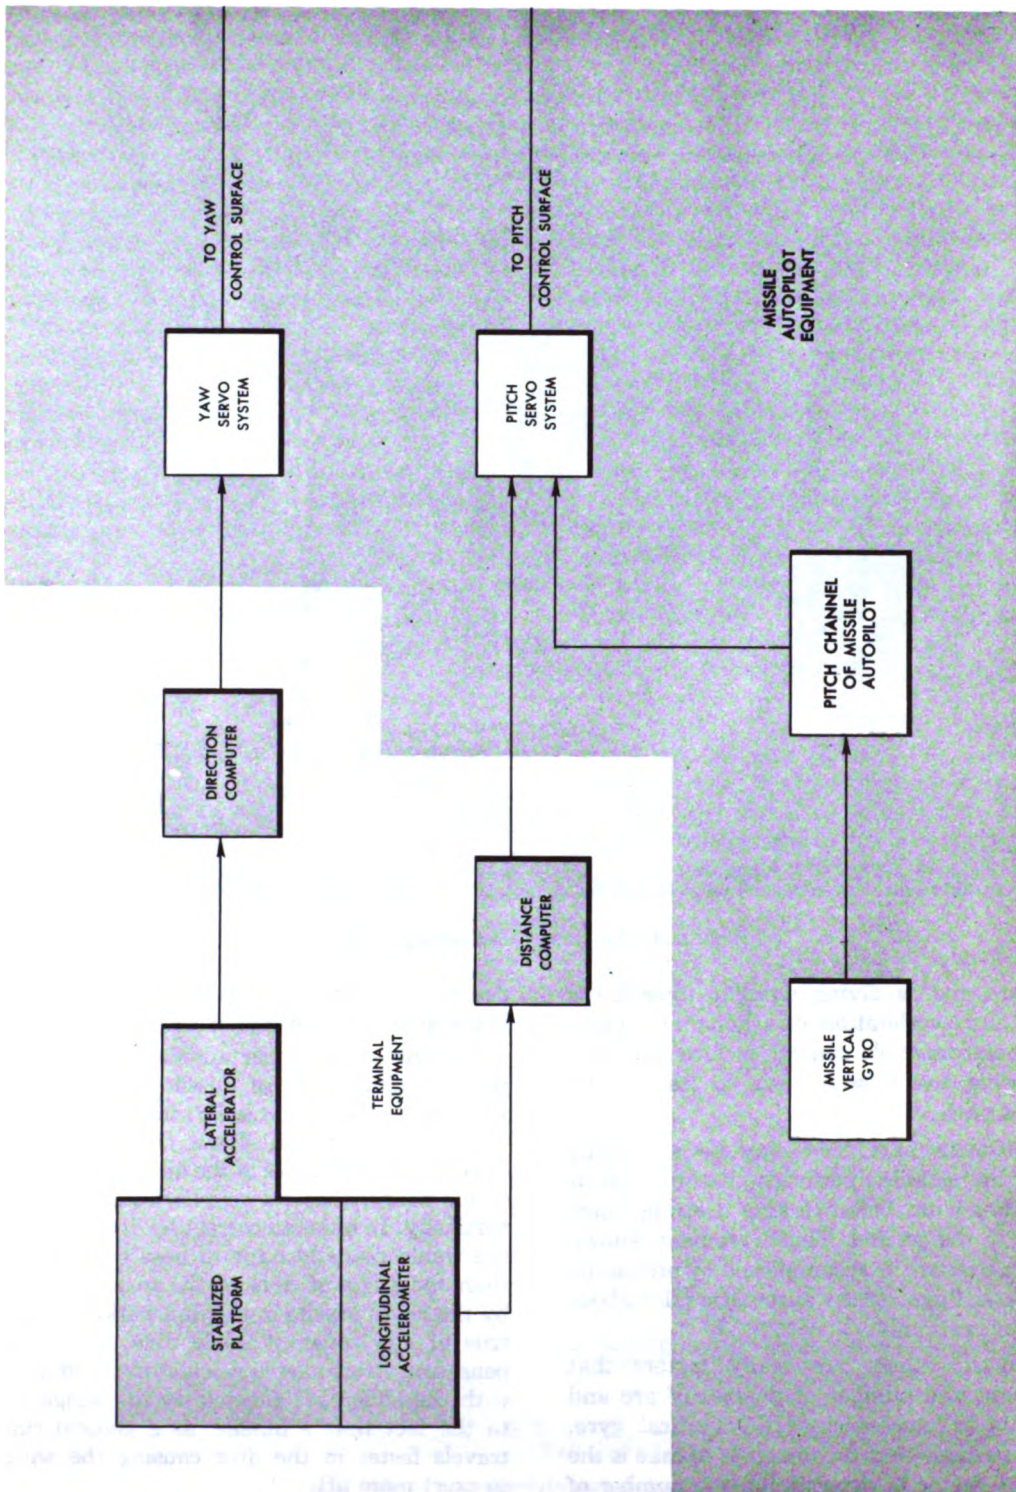 STABILIZED
PLATFORM
LATERAL
ACCELERATOR
DIRECTION
COMPUTER
YAW
SERVO
SYSTEM
TO YAW
CONTROL SURFACE
LONGITUDINAL
ACCELEROMETER
TERMINAL
EQUIPMENT
DISTANCE
COMPUTER
PITCH
SERVO
SYSTEM
TO PITCH
CONTROL SURFACE
MISSILE
VERTICAL
GYRO
PITCH CHANNEL
OF MISSILE
AUTOPILOT
MISSILE
AUTOPILOT
EQUIPMENT